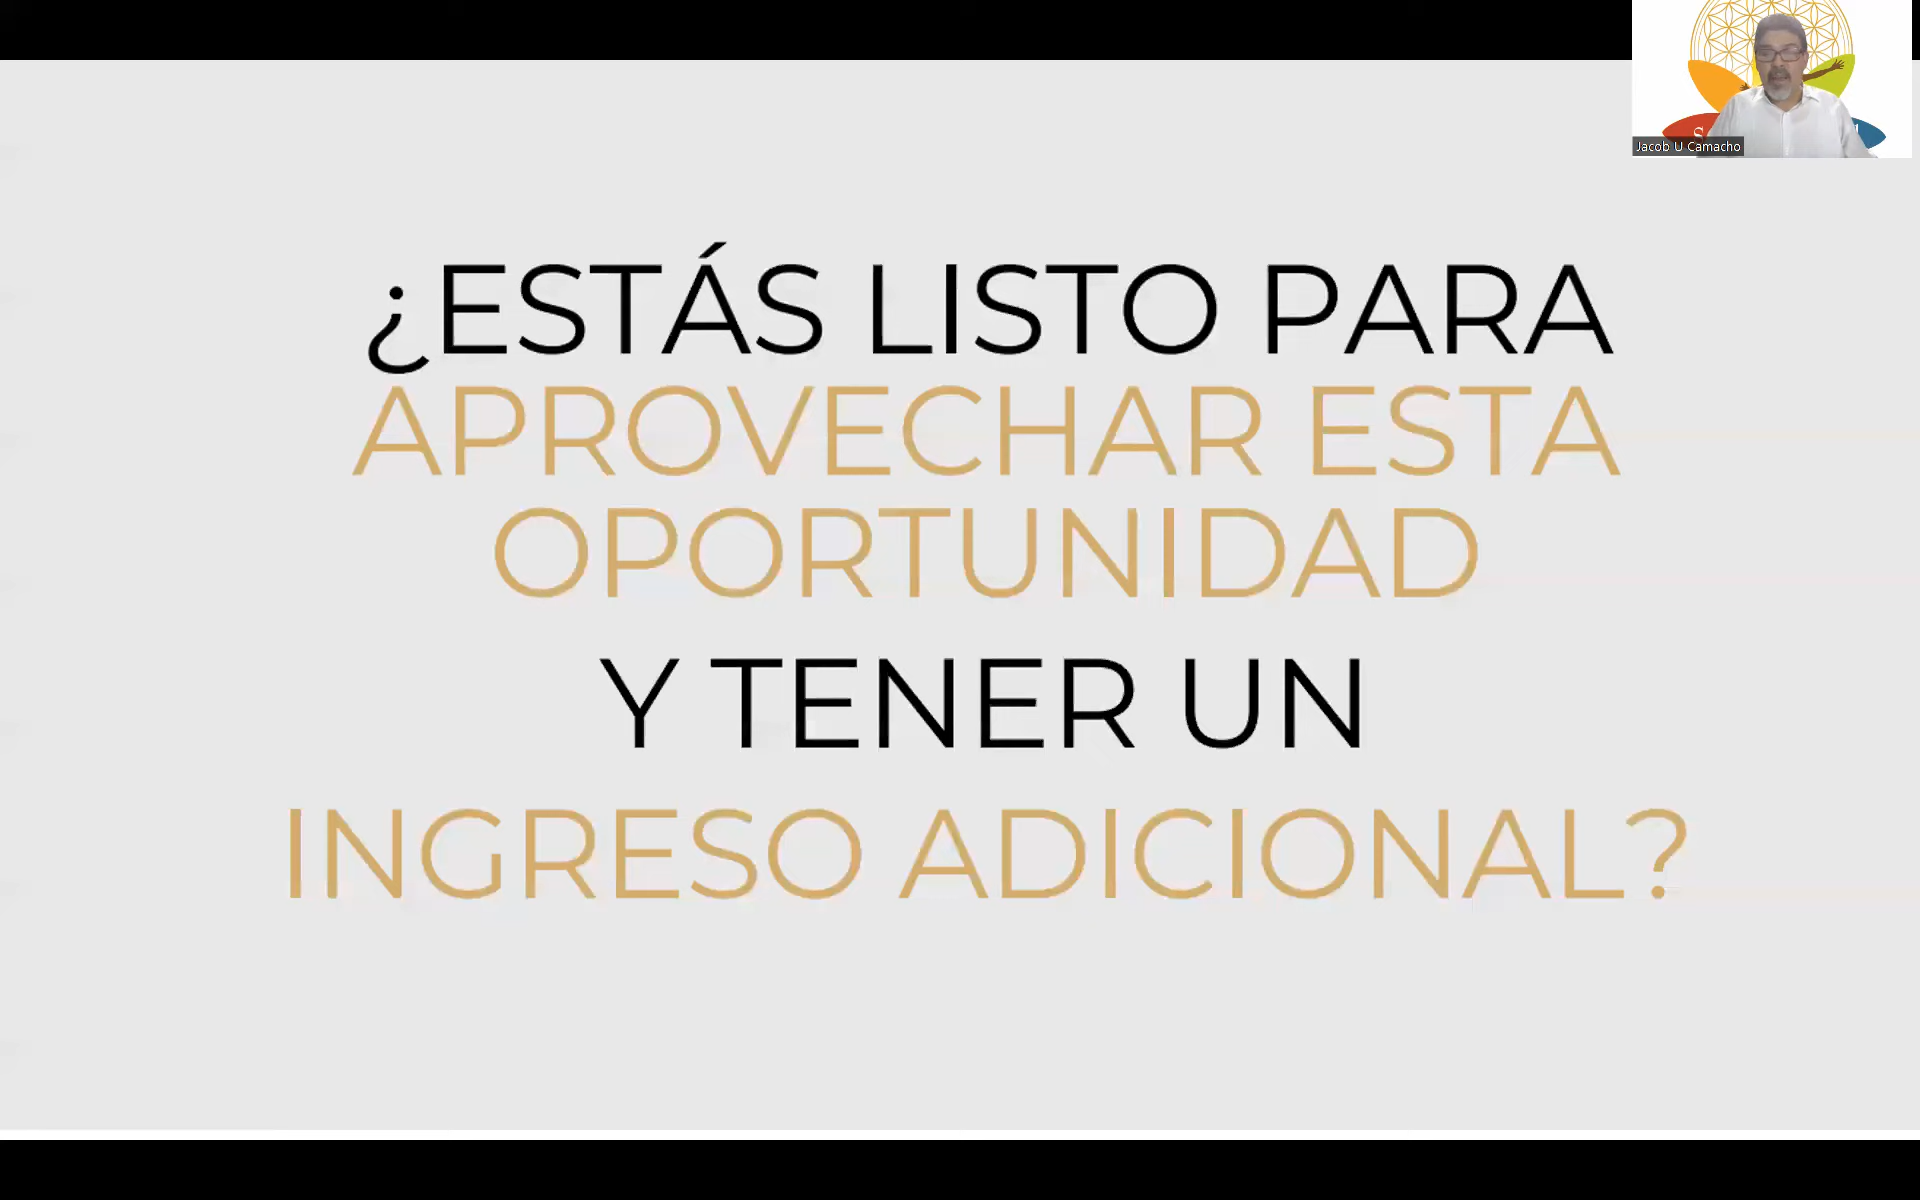 Jacob U Camacho
¿ESTÁS LISTO PARA
APROVECHAR ESTA
OPORTUNIDAD
Y TENER UN
INGRESO ADICIONAL?